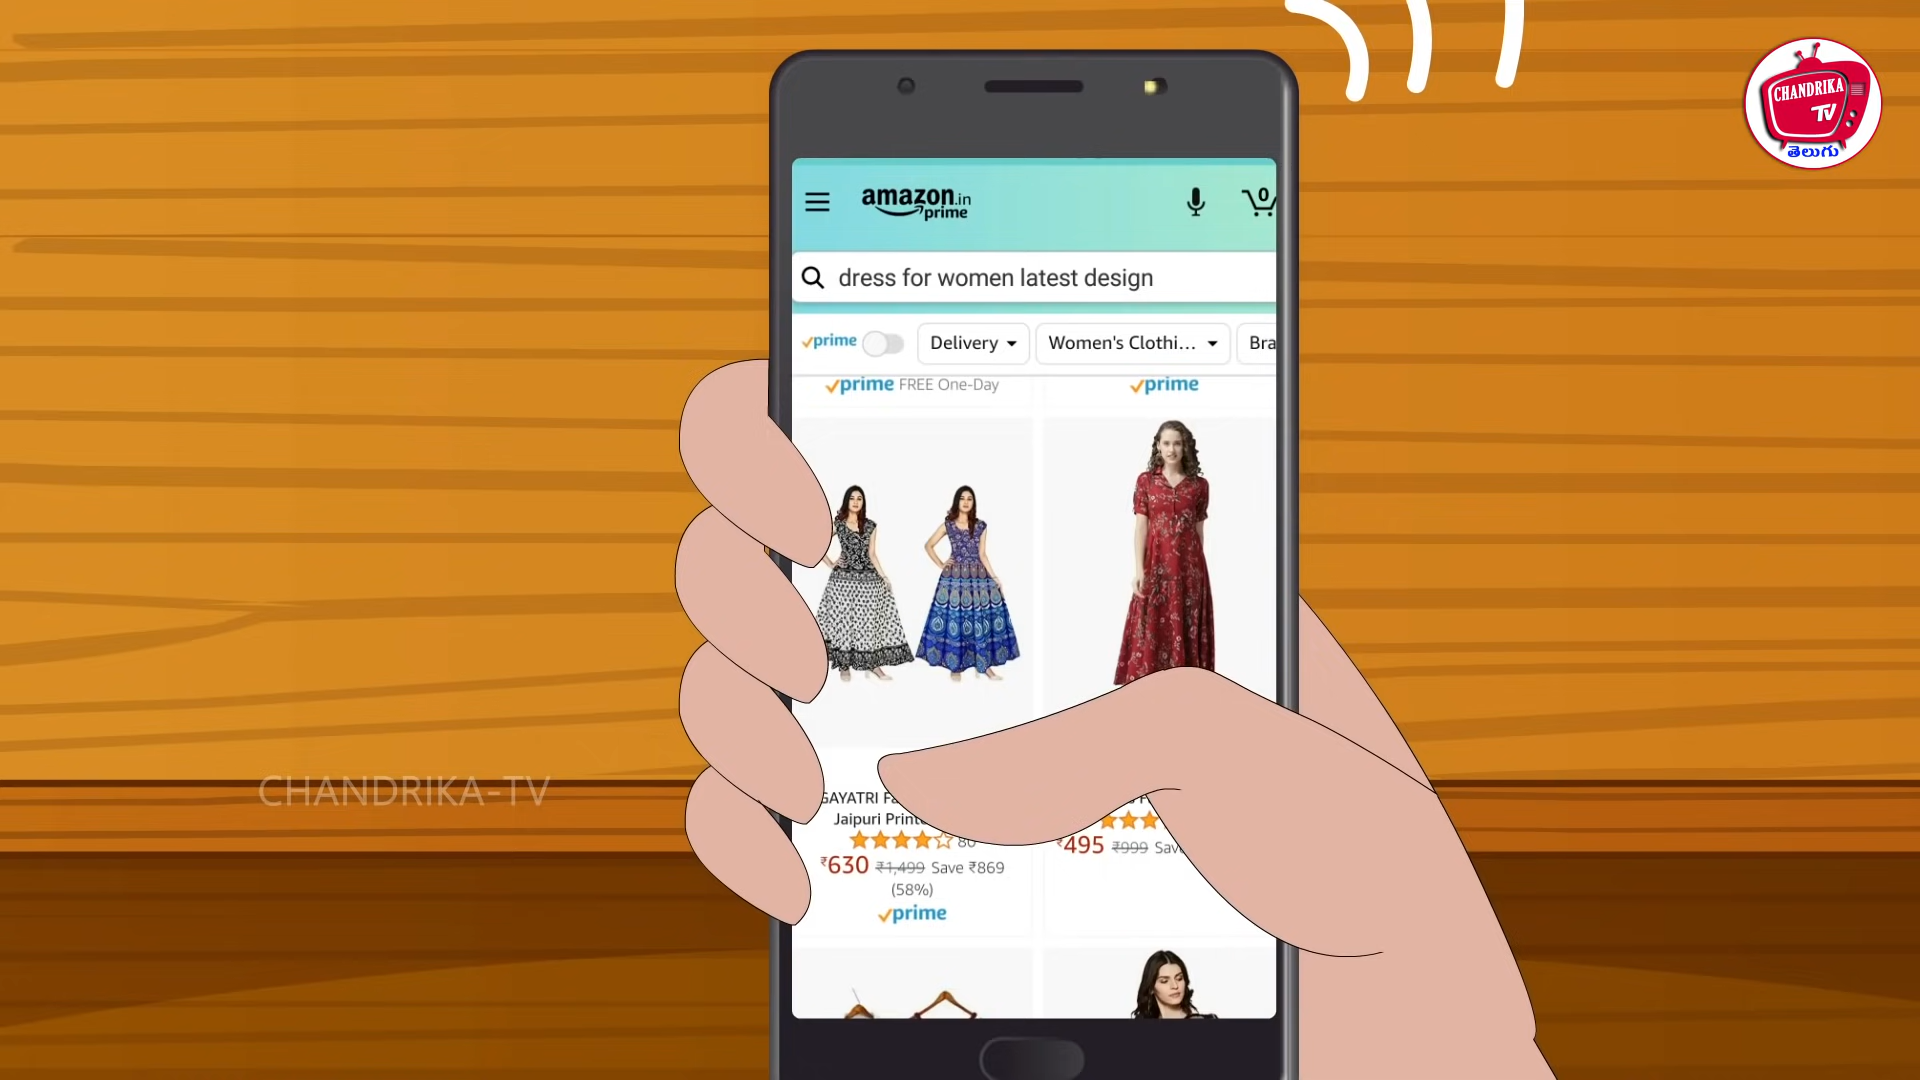 CHANDRIKA
TV
తెలుగు
amazon.in
prime
0
dress for women latest design
prime
Delivery
Women's Clothi...
Bra
prime FREE One-Day
prime
GAYATRI
Jaipuri
₹630 ₹1,499 Save ₹869
(58%)
prime
₹495 ₹999
CHANDRIKA-TV